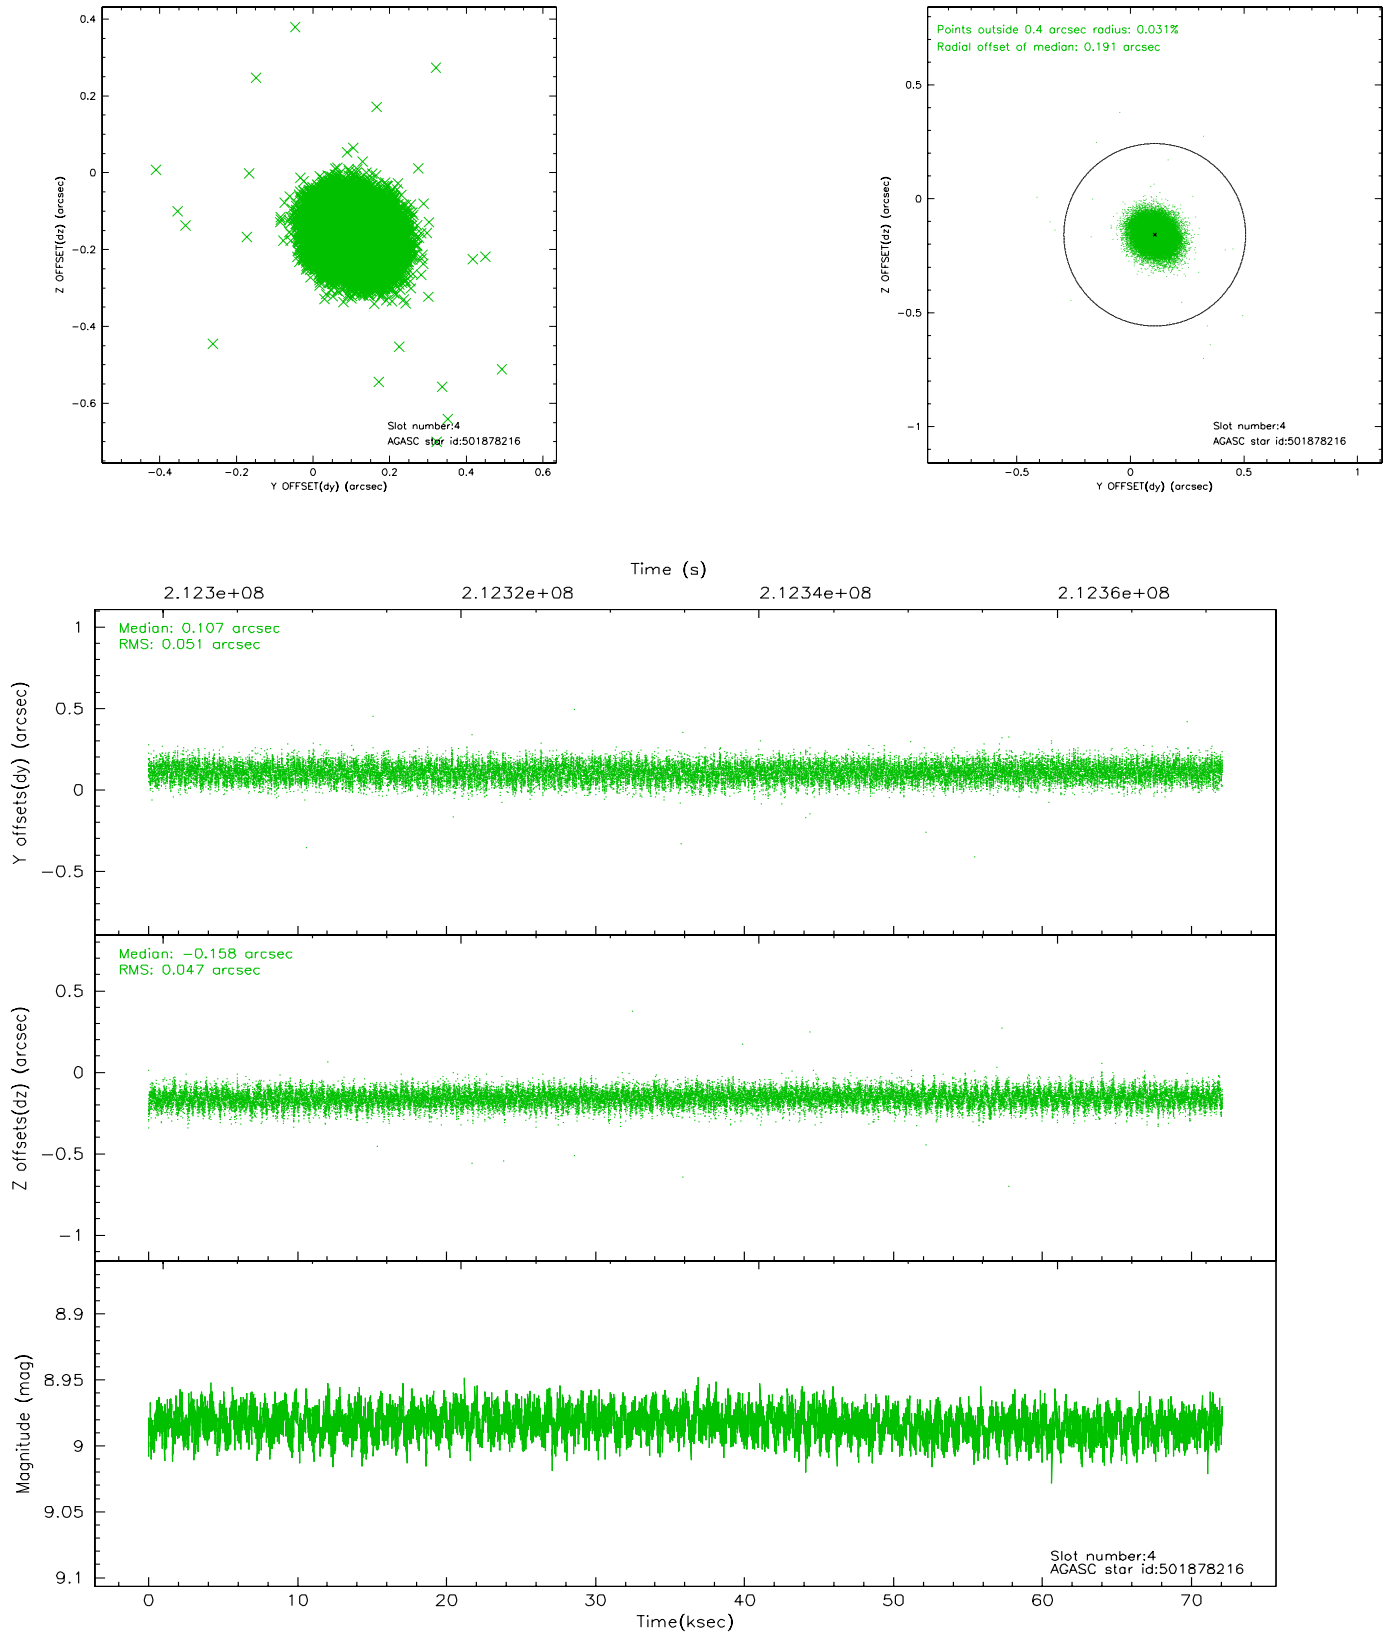 0.4
0.2
0
−0.2
−0.4
−0.6
Z OFFSET(dz) (arcsec)
−0.4
−0.2
0
0.2
0.4
0.6
Y OFFSET(dy) (arcsec)
Slot number:4
AGASC star id:501878216
Points outside 0.4 arcsec radius: 0.031%
Radial offset of median: 0.191 arcsec
0.5
0
−0.5
−1
Z OFFSET(dz) (arcsec)
−0.5
0
0.5
1
Y OFFSET(dy) (arcsec)
Slot number:4
AGASC star id:501878216
Time (s)
2.123e+08
2.1232e+08
2.1234e+08
2.1236e+08
Median: 0.107 arcsec
RMS: 0.051 arcsec
1
0.5
0
−0.5
Y offsets(dy) (arcsec)
Median: −0.158 arcsec
RMS: 0.047 arcsec
0.5
0
−0.5
−1
Z offsets(dz) (arcsec)
8.9
8.95
9
9.05
9.1
Magnitude (mag)
Slot number:4
AGASC star id:501878216
0
10
20
30
40
50
60
70
Time(ksec)